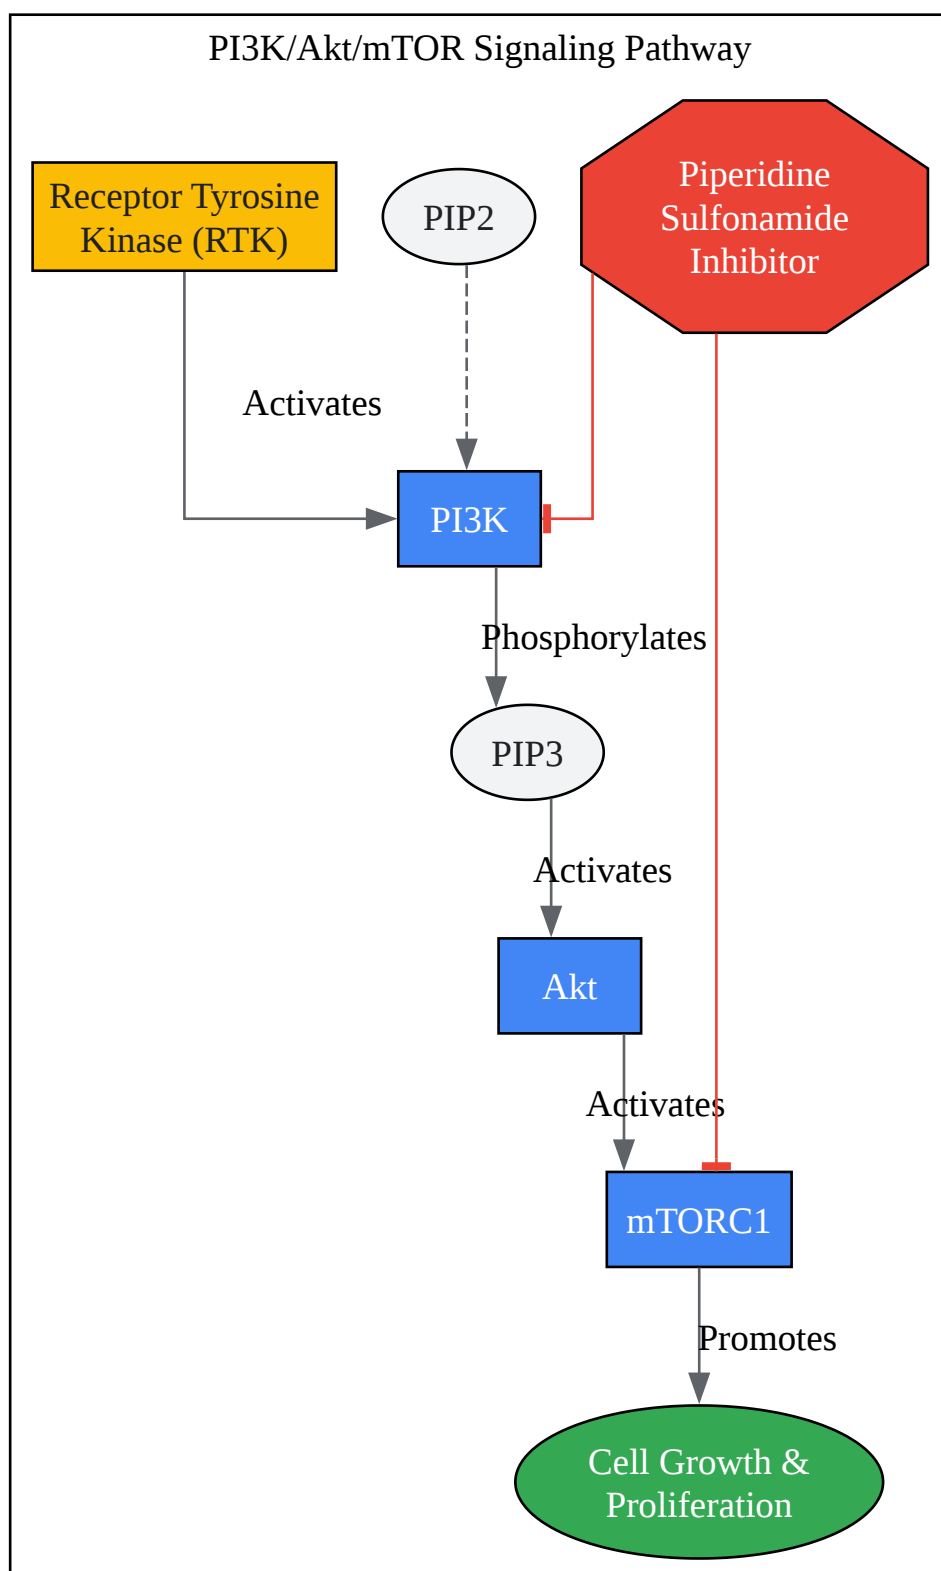 PI3K/Akt/mTOR Signaling Pathway
Receptor Tyrosine
Kinase (RTK)
PIP2
Piperidine
Sulfonamide
Inhibitor
Activates
PI3K
Phosphorylates
PIP3
Activates
Akt
Activates
mTORC1
Promotes
Cell Growth &
Proliferation